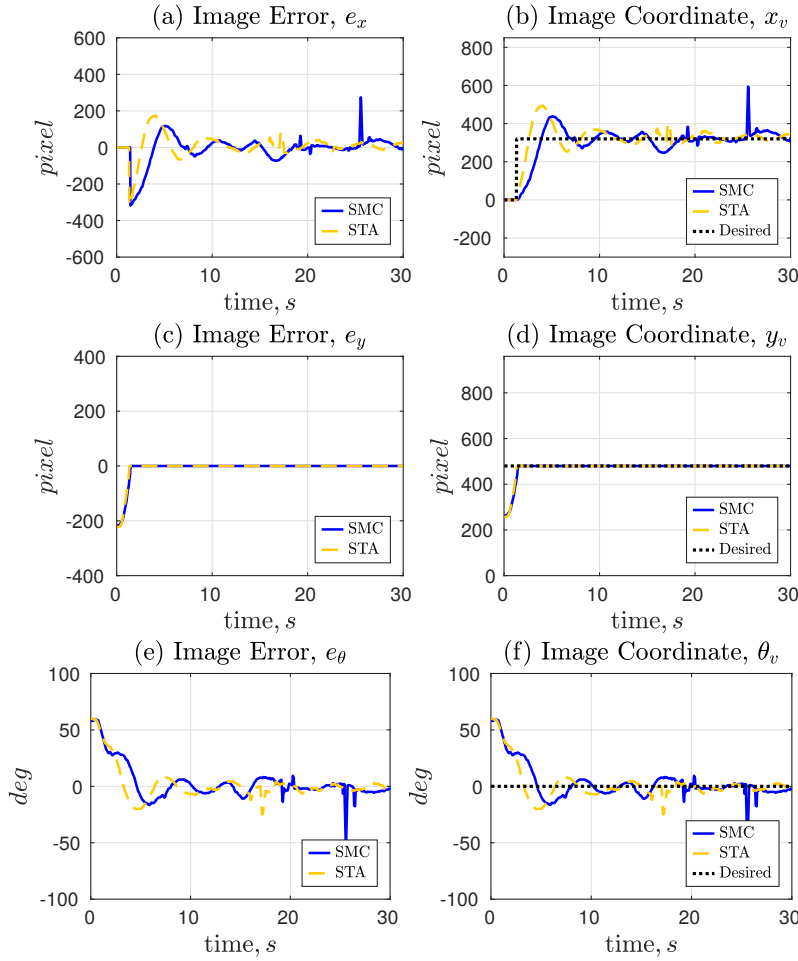 (a) Image Error, e_x
600
400
200
0
-200
-400
-600
pixel
SMC
STA
0 10 20 30
time, s
(b) Image Coordinate, x_v
800
600
400
200
0
-200
pixel
SMC
STA
Desired
0 10 20 30
time, s
(c) Image Error, e_y
400
200
0
-200
-400
pixel
SMC
STA
0 10 20 30
time, s
(d) Image Coordinate, y_v
800
600
400
200
0
pixel
SMC
STA
Desired
0 10 20 30
time, s
(e) Image Error, e_θ
100
50
0
-50
-100
deg
SMC
STA
0 10 20 30
time, s
(f) Image Coordinate, θ_v
100
50
0
-50
-100
deg
SMC
STA
Desired
0 10 20 30
time, s